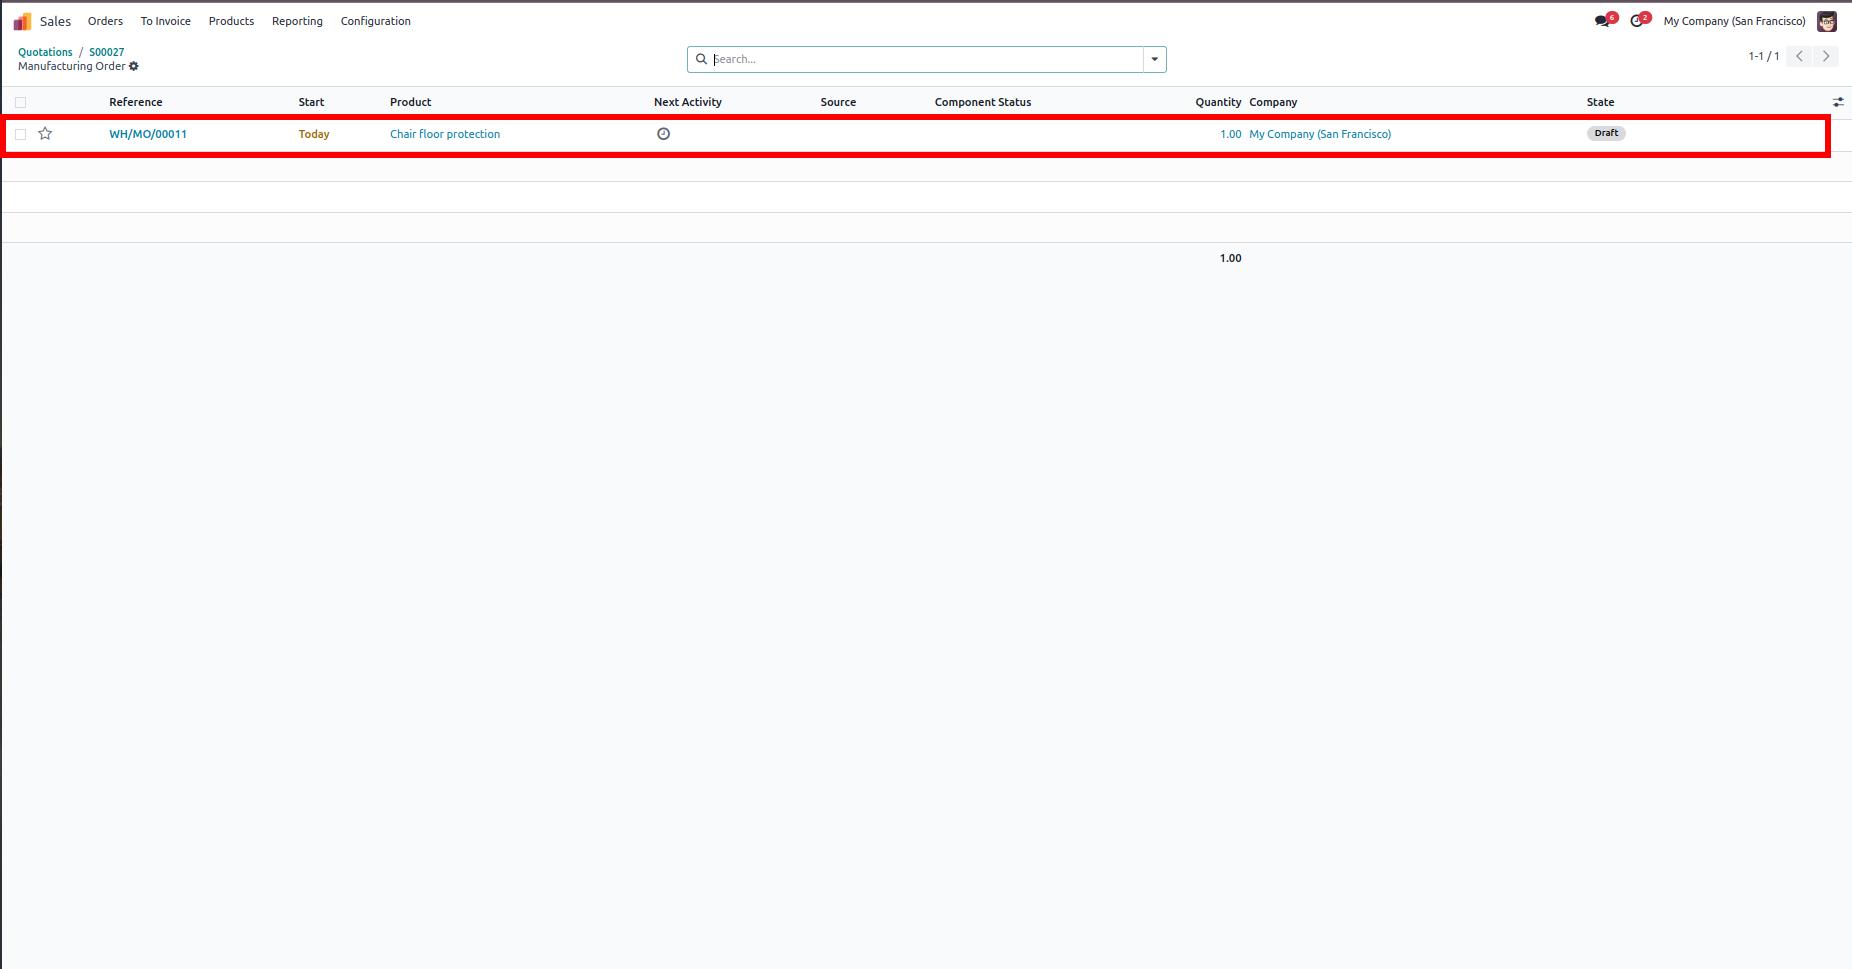 Sales Orders To Invoice Products Reporting Configuration 6 2 My Company (San Francisco)
Quotations / S00027
Manufacturing Order
Search...
1-1 / 1
Reference Start Product Next Activity Source Component Status Quantity Company State
WH/MO/00011 Today Chair floor protection 1.00 My Company (San Francisco) Draft
1.00